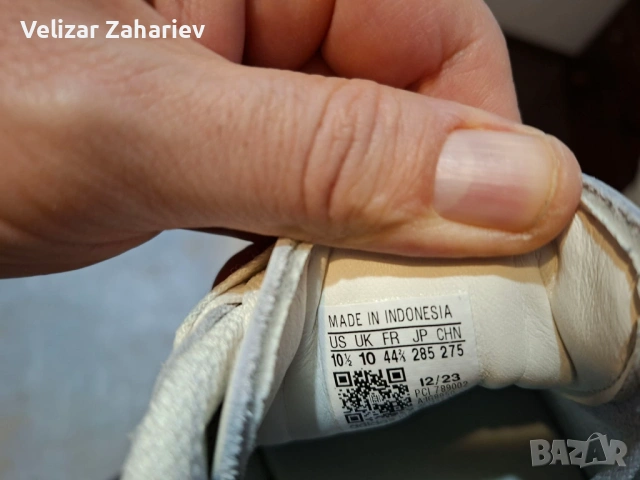 Velizar Zahariev
MADE IN INDONESIA
US UK FR JP CHN
10½ 10 44⅔ 285 275
12/23
PCLZB9002
BAZAR